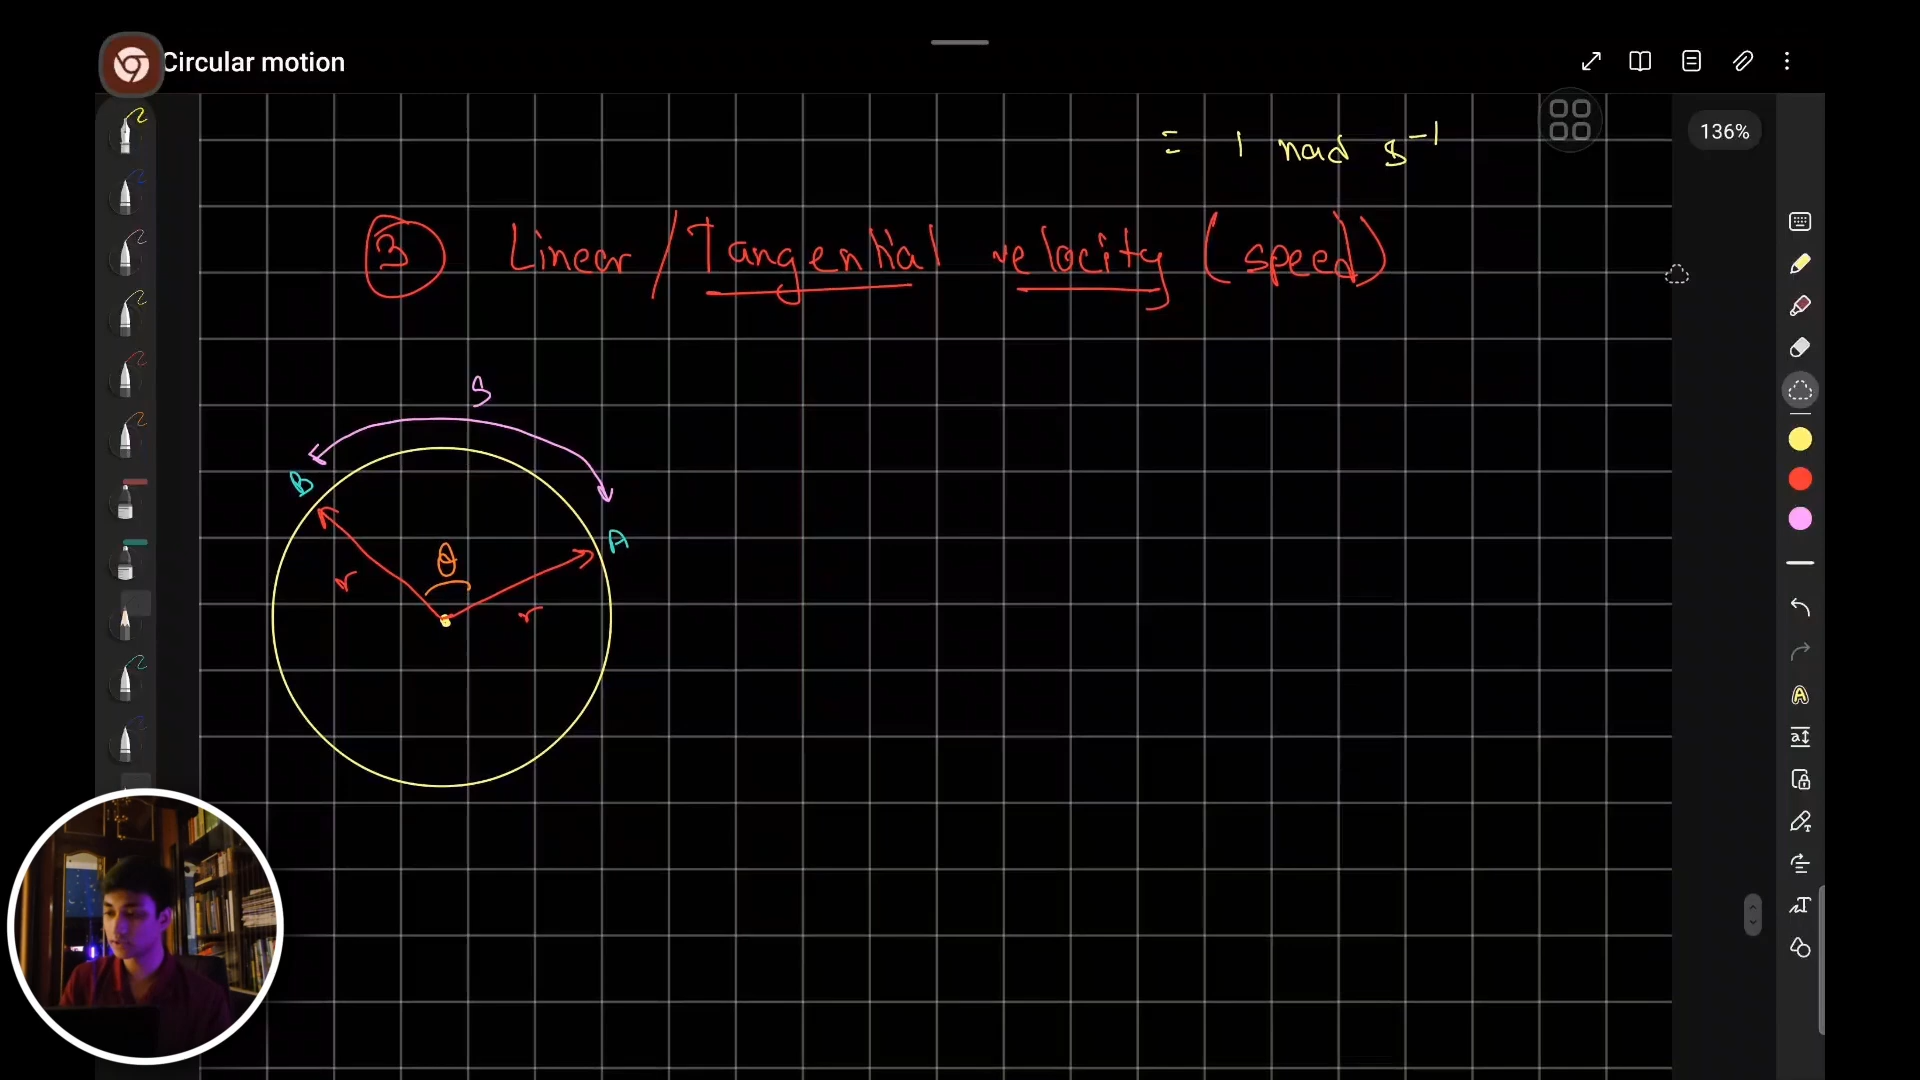 Circular motion
136%
= 1 rad s⁻¹
③ Linear/Tangential velocity (speed)
S
B
A
θ
r
r